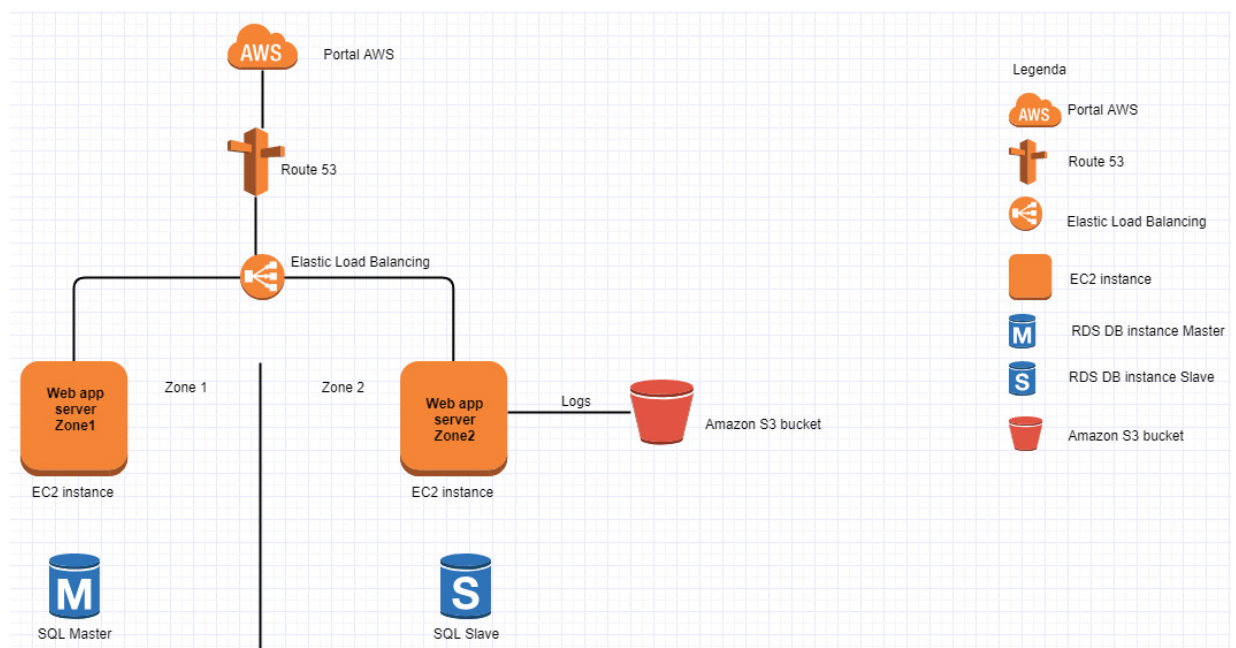 AWS
Portal AWS
Route 53
Elastic Load Balancing
Web app
server
Zone1
EC2 instance
Zone 1
Zone 2
Web app
server
Zone2
EC2 instance
Logs
Amazon S3 bucket
M
SQL Master
S
SQL Slave
Legenda
AWS
Portal AWS
Route 53
Elastic Load Balancing
EC2 instance
M
RDS DB instance Master
S
RDS DB instance Slave
Amazon S3 bucket